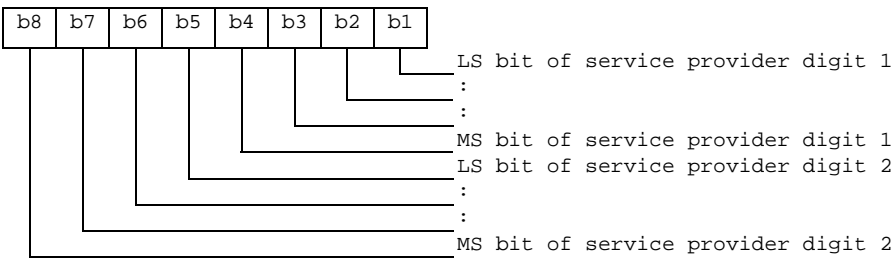 b8 b7 b6 b5 b4 b3 b2 b1
LS bit of service provider digit 1
:
:
MS bit of service provider digit 1
LS bit of service provider digit 2
:
:
MS bit of service provider digit 2